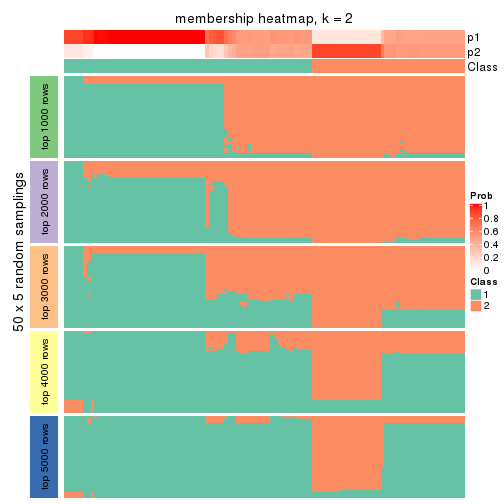 membership heatmap, k = 2
p1
p2
Class
50 x 5 random samplings
top 1000 rows
top 2000 rows
top 3000 rows
top 4000 rows
top 5000 rows
Prob
1
0.8
0.6
0.4
0.2
0
Class
1
2